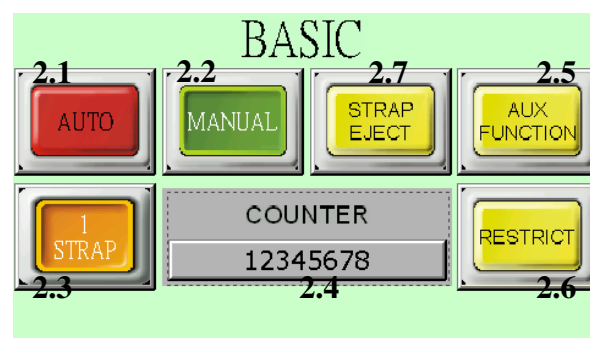 BASIC
2.1 2.2 2.7 2.5
AUTO
MANUAL
STRAP
EJECT
AUX
FUNCTION
1
STRAP
COUNTER
12345678
RESTRICT
2.3 2.4 2.6